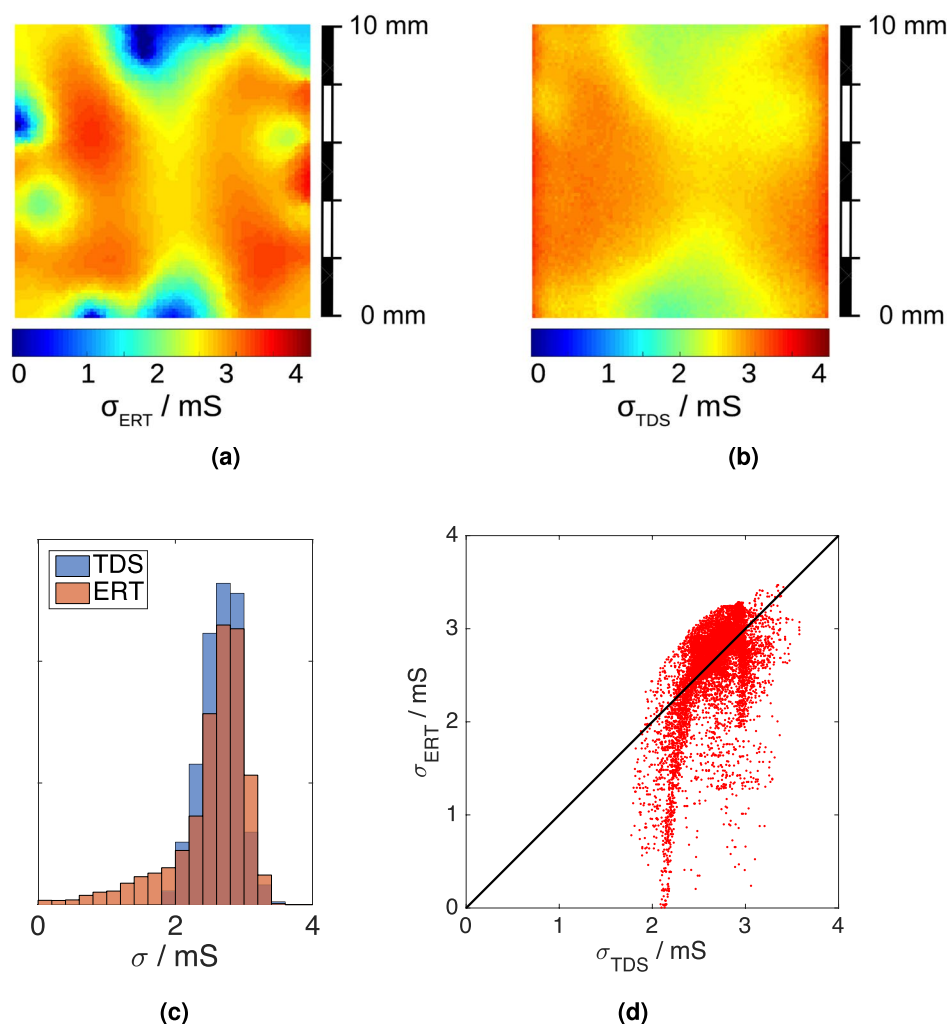 10 mm
0 mm
0 1 2 3 4
σERT / mS
(a)
10 mm
0 mm
0 1 2 3 4
σTDS / mS
(b)
TDS
ERT
0 2 4
σ / mS
(c)
4
3
2
1
0
σERT / mS
0 1 2 3 4
σTDS / mS
(d)